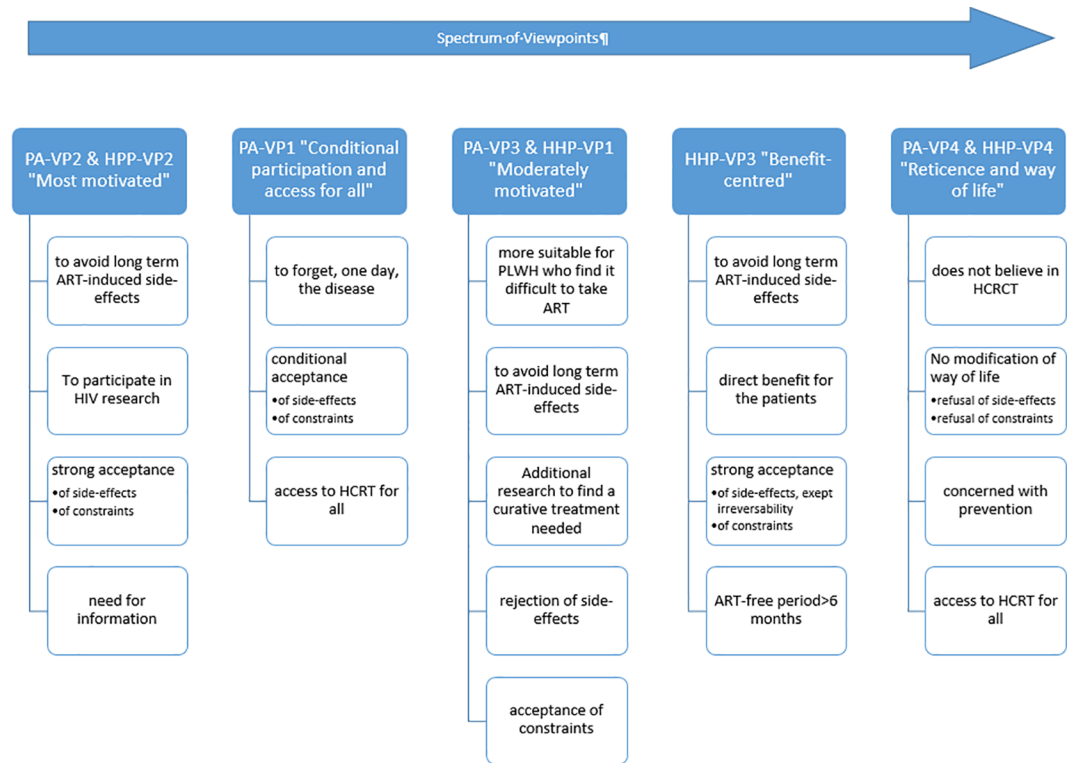 Spectrum·of·Viewpoints¶
PA-VP2 & HPP-VP2
"Most motivated"
to avoid long term
ART-induced side-
effects
To participate in
HIV research
strong acceptance
•of side-effects
•of constraints
need for
information
PA-VP1 "Conditional
participation and
access for all"
to forget, one day,
the disease
conditional
acceptance
•of side-effects
•of constraints
access to HCRT for
all
PA-VP3 & HHP-VP1
"Moderately
motivated"
more suitable for
PLWH who find it
difficult to take
ART
to avoid long term
ART-induced side-
effects
Additional
research to find a
curative treatment
needed
rejection of side-
effects
acceptance of
constraints
HHP-VP3 "Benefit-
centred"
to avoid long term
ART-induced side-
effects
direct benefit for
the patients
strong acceptance
•of side-effects, exept
irreversability
•of constraints
ART-free period>6
months
PA-VP4 & HHP-VP4
"Reticence and way
of life"
does not believe in
HCRCT
No modification of
way of life
•refusal of side-effects
•refusal of constraints
concerned with
prevention
access to HCRT for
all